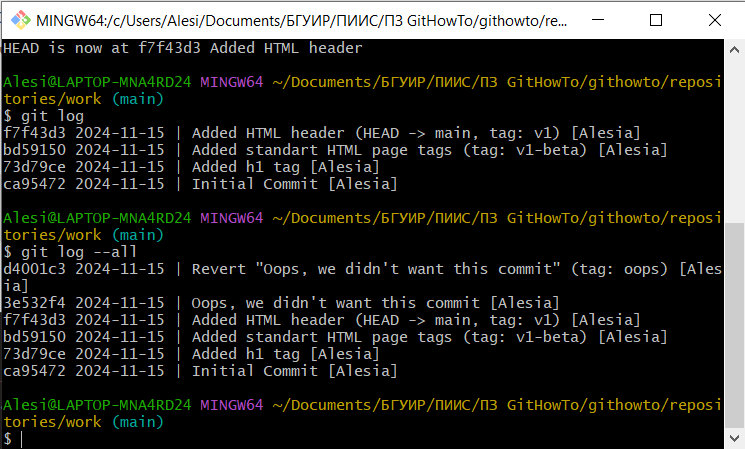 MINGW64:/c/Users/Alesi/Documents/БГУИР/ПИИС/ПЗ GitHowTo/githowto/re...
HEAD is now at f7f43d3 Added HTML header
Alesi@LAPTOP-MNA4RD24 MINGW64 ~/Documents/БГУИР/ПИИС/ПЗ GitHowTo/githowto/reposi
tories/work (main)
$ git log
f7f43d3 2024-11-15 | Added HTML header (HEAD -> main, tag: v1) [Alesia]
bd59150 2024-11-15 | Added standart HTML page tags (tag: v1-beta) [Alesia]
73d79ce 2024-11-15 | Added h1 tag [Alesia]
ca95472 2024-11-15 | Initial Commit [Alesia]
Alesi@LAPTOP-MNA4RD24 MINGW64 ~/Documents/БГУИР/ПИИС/ПЗ GitHowTo/githowto/reposi
tories/work (main)
$ git log --all
d4001c3 2024-11-15 | Revert "Oops, we didn't want this commit" (tag: oops) [Ales
ia]
3e532f4 2024-11-15 | Oops, we didn't want this commit [Alesia]
f7f43d3 2024-11-15 | Added HTML header (HEAD -> main, tag: v1) [Alesia]
bd59150 2024-11-15 | Added standart HTML page tags (tag: v1-beta) [Alesia]
73d79ce 2024-11-15 | Added h1 tag [Alesia]
ca95472 2024-11-15 | Initial Commit [Alesia]
Alesi@LAPTOP-MNA4RD24 MINGW64 ~/Documents/БГУИР/ПИИС/ПЗ GitHowTo/githowto/reposi
tories/work (main)
$